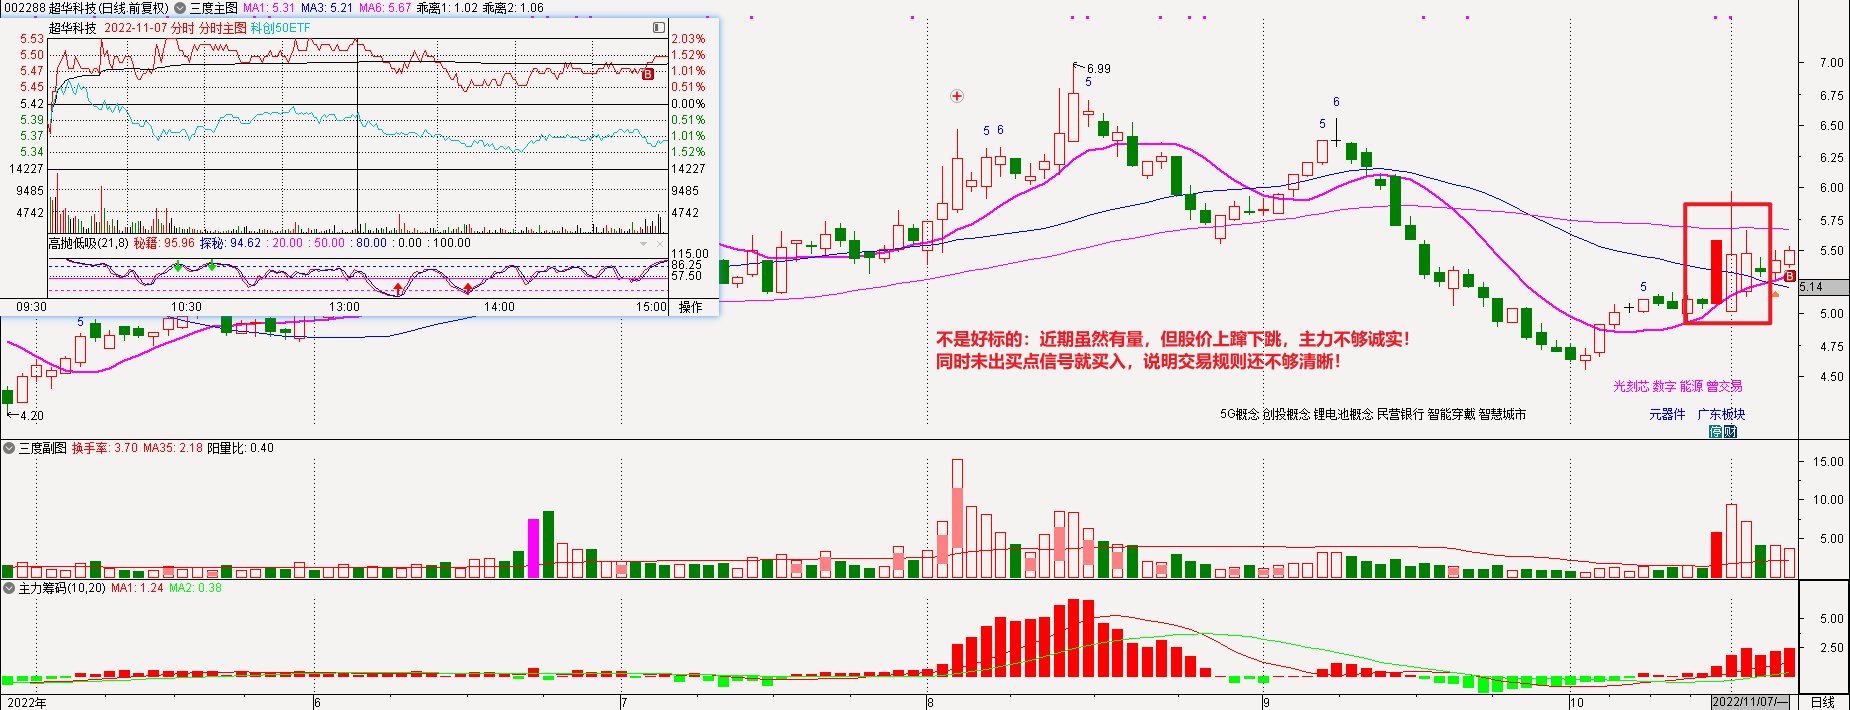 002288 超华科技(日线.前复权) 三度主图 MA1: 5.31 MA3: 5.21 MA6: 5.67 乖离1: 1.02 乖离2: 1.06
超华科技 2022-11-07 分时 分时主图 科创50ETF
5.53 2.03%
5.50 1.52%
5.47 1.01%
5.45 0.51%
5.42 0.00%
5.39 0.51%
5.37 1.01%
5.34 1.52%
14227 14227
9485 9485
4742 4742
B
高抛低吸(21,8) 秘籍: 95.96 探秘: 94.62 : 20.00 : 50.00 : 80.00 : 0.00 : 100.00
115.00
86.25
57.50
09:30 10:30 13:00 14:00 15:00 操作
6.99
5
5 6
6
5
5
5
4.20
7.00
6.75
6.50
6.25
6.00
5.75
5.50
B
5.14
5.00
4.75
4.50
不是好标的：近期虽然有量，但股价上蹿下跳，主力不够诚实！
同时未出买点信号就买入，说明交易规则还不够清晰！
光刻芯 数字 能源 曾交易
5G概念 创投概念 锂电池概念 民营银行 智能穿戴 智慧城市 元器件 广东板块
停 财
三度副图 换手率: 3.70 MA35: 2.18 阳量比: 0.40
15.00
10.00
5.00
主力筹码(10,20) MA1: 1.24 MA2: 0.38
5.00
2.50
2022年 6 7 8 9 10 2022/11/07/一 日线